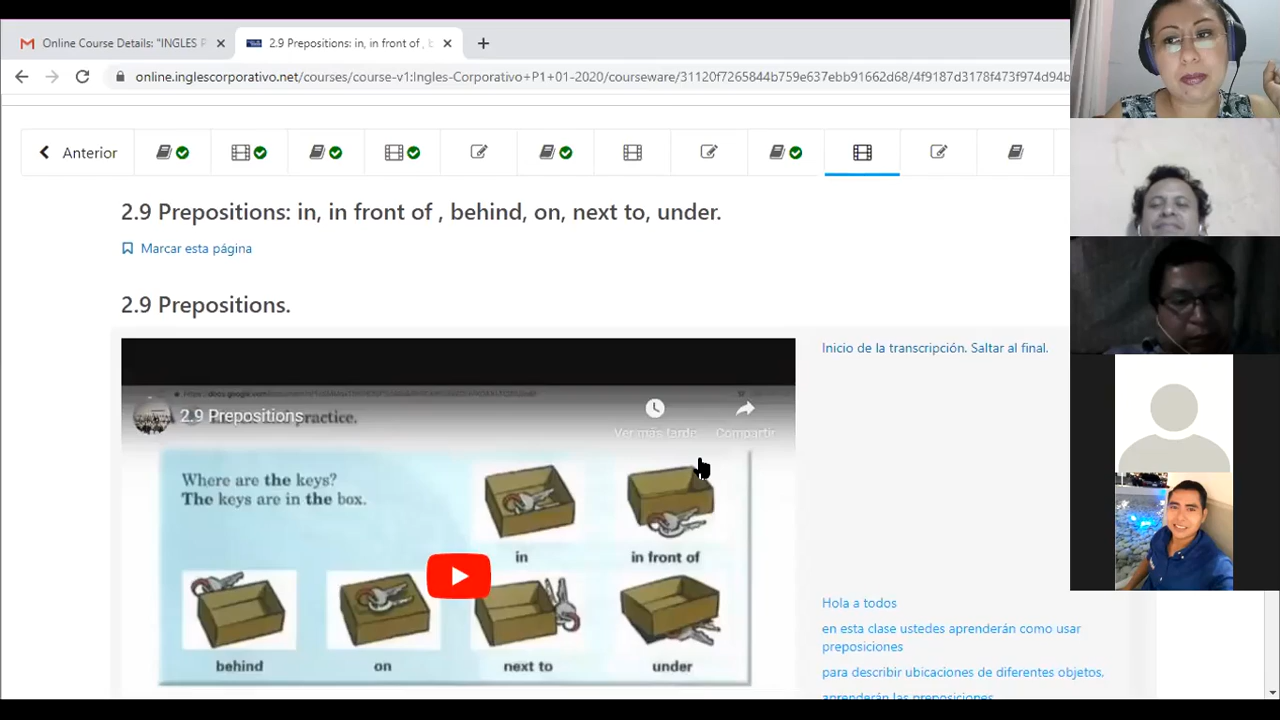 Online Course Details: "INGLES P
2.9 Prepositions: in, in front of ,
online.inglescorporativo.net/courses/course-v1:Ingles-Corporativo+P1+01-2020/courseware/31120f7265844b759e637ebb91662d68/4f9187d3178f473f974d94b
Anterior
2.9 Prepositions: in, in front of , behind, on, next to, under.
Marcar esta página
2.9 Prepositions.
Inicio de la transcripción. Saltar al final.
2.9 Prepositions
practice.
Ver más tarde
Compartir
Where are the keys?
The keys are in the box.
in
in front of
behind
on
next to
under
Hola a todos
en esta clase ustedes aprenderán como usar
preposiciones
para describir ubicaciones de diferentes objetos,
aprenderán las preposiciones